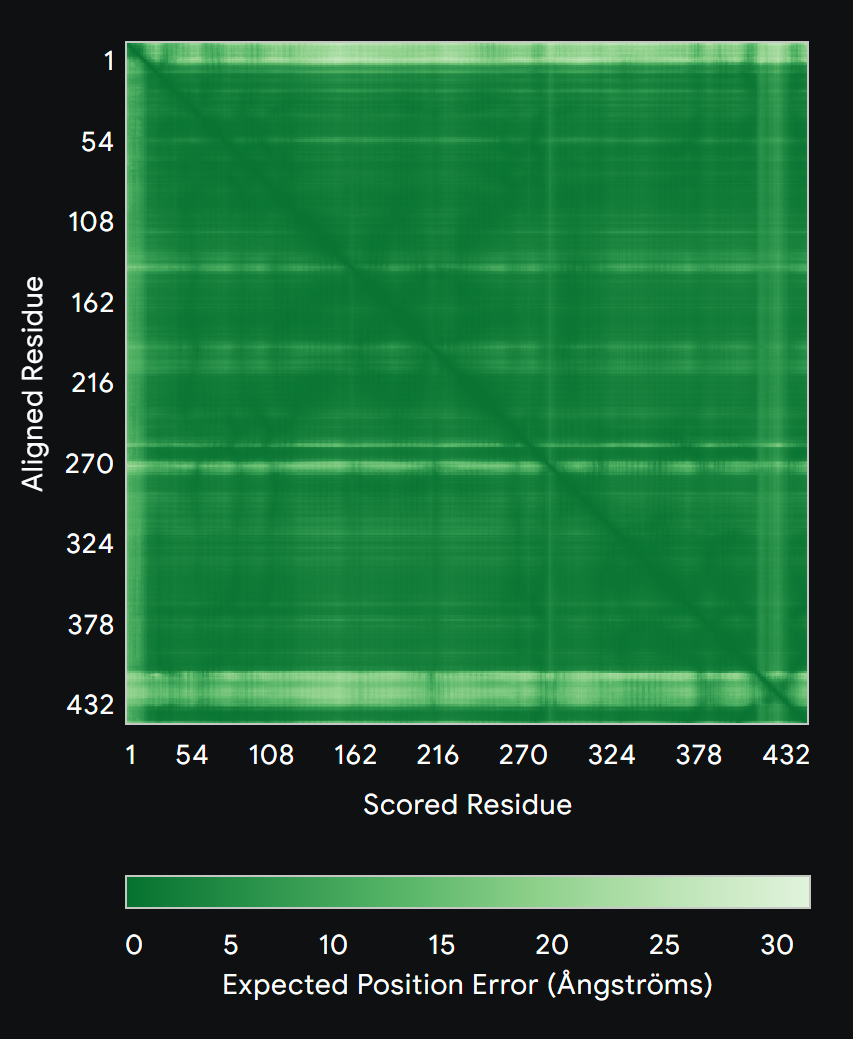 1
54
108
162
216
270
324
378
432
Aligned Residue
1 54 108 162 216 270 324 378 432
Scored Residue
0 5 10 15 20 25 30
Expected Position Error (Ångströms)